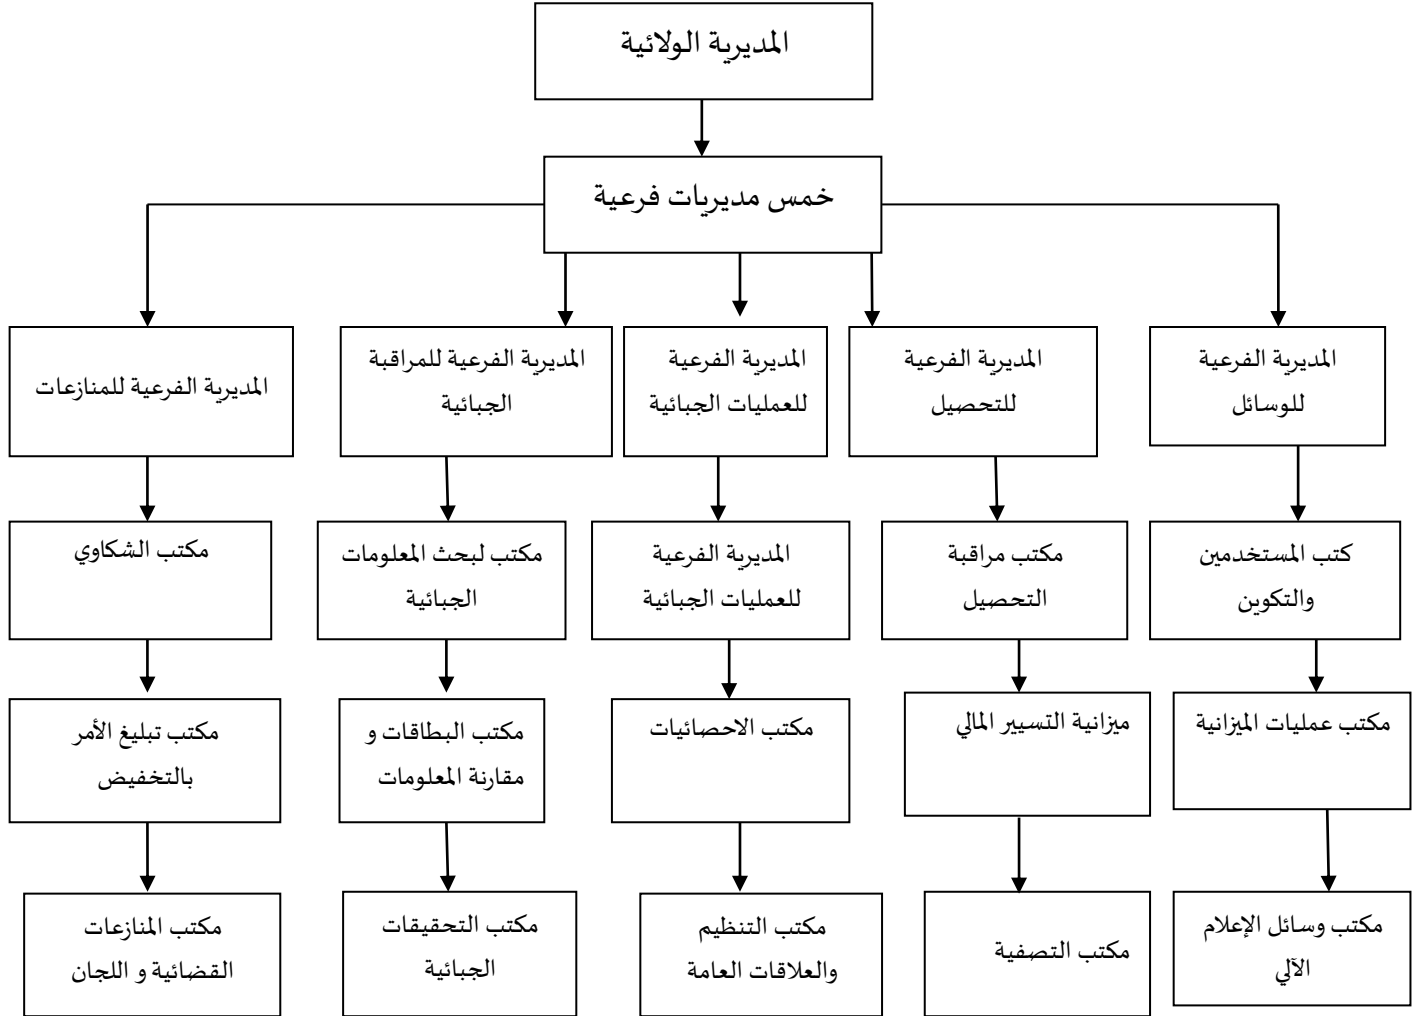 المديرية الولائية
خمس مديريات فرعية
المديرية الفرعية
للوسائل
المديرية الفرعية
للتحصيل
المديرية الفرعية
للعمليات الجبائية
المديرية الفرعية للمراقبة
الجبائية
المديرية الفرعية للمنازعات
كتب المستخدمين
والتكوين
مكتب مراقبة
التحصيل
المديرية الفرعية
للعمليات الجبائية
مكتب لبحث المعلومات
الجبائية
مكتب الشكاوي
مكتب عمليات الميزانية
ميزانية التسيير المالي
مكتب الاحصائيات
مكتب البطاقات و
مقارنة المعلومات
مكتب تبليغ الأمر
بالتخفيض
مكتب وسائل الإعلام
الآلي
مكتب التصفية
مكتب التنظيم
والعلاقات العامة
مكتب التحقيقات
الجبائية
مكتب المنازعات
القضائية و اللجان